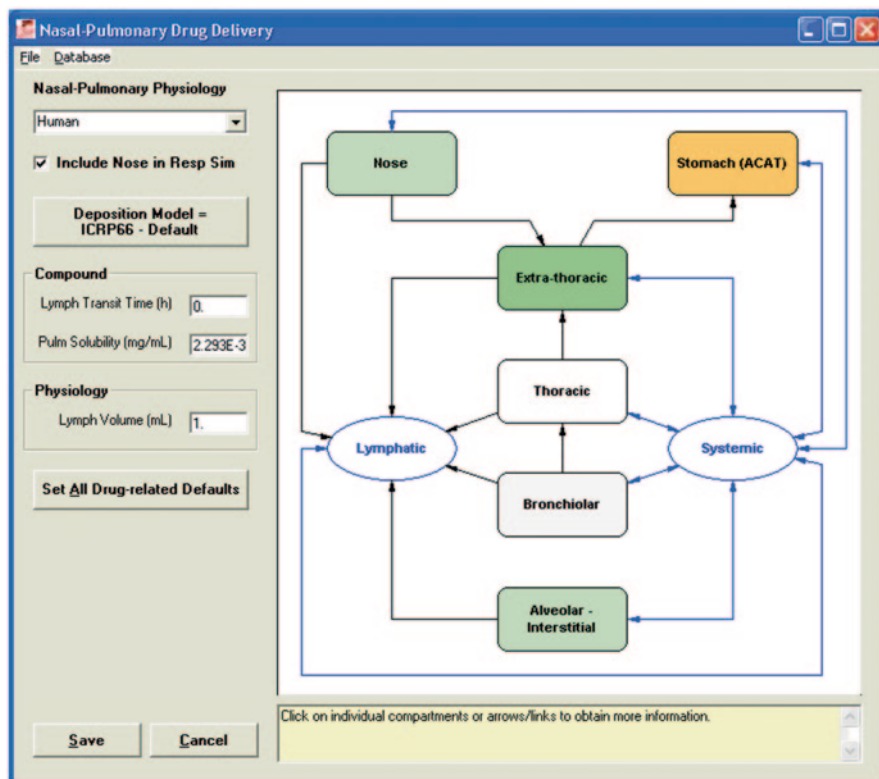 Nasal-Pulmonary Drug Delivery
File Database
Nasal-Pulmonary Physiology
Human
Include Nose in Resp Sim
Deposition Model =
ICRP66 - Default
Compound
Lymph Transit Time (h) 0.
Pulm Solubility (mg/mL) 2.293E-3
Physiology
Lymph Volume (mL) 1.
Set All Drug-related Defaults
Save Cancel
Nose
Stomach (ACAT)
Extra-thoracic
Thoracic
Lymphatic
Systemic
Bronchiolar
Alveolar -
Interstitial
Click on individual compartments or arrows/links to obtain more information.